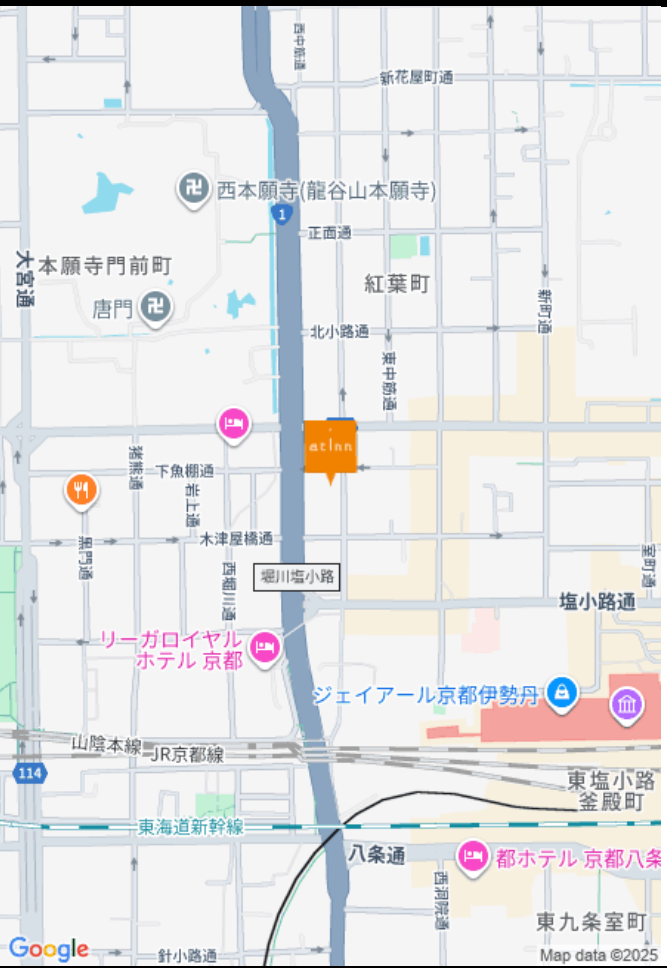 西中筋通
新花屋町通
西本願寺(龍谷山本願寺)
1
正面通
大宮通
本願寺門前町
紅葉町
唐門
新町通
北小路通
東中筋通
at inn
猪熊通
下魚棚通
岩上通
黒門通
木津屋橋通
室町通
西堀川通
堀川塩小路
塩小路通
リーガロイヤル
ホテル 京都
ジェイアール京都伊勢丹
山陰本線
JR京都線
114
東塩小路
釜殿町
東海道新幹線
八条通
都ホテル 京都八条
西洞院通
東九条室町
Google
針小路通
Map data ©2025